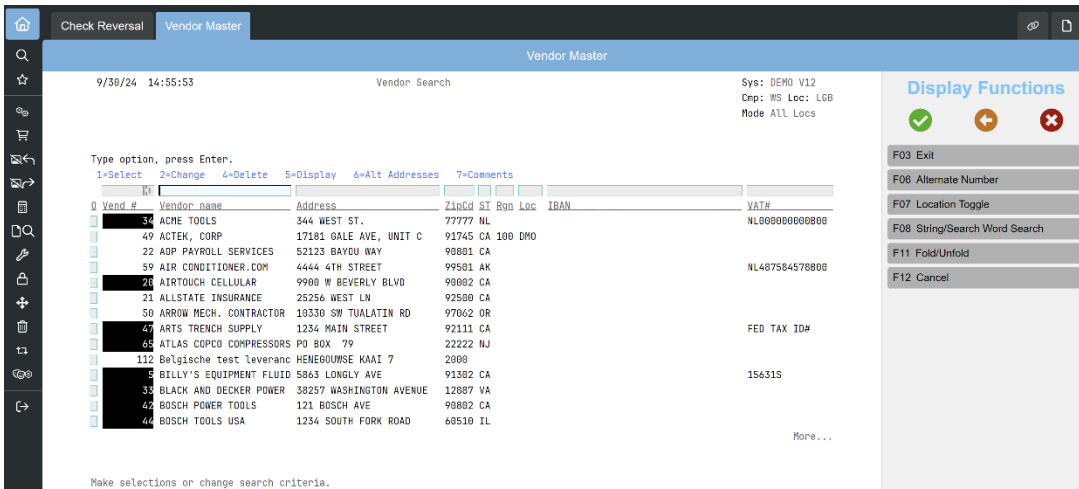 Check Reversal Vendor Master
Vendor Master
9/30/24 14:55:53 Vendor Search Sys: DEMO V12
Cmp: WS Loc: LGB
Mode All Locs
Type option, press Enter.
1=Select 2=Change 4=Delete 5=Display 6=Alt Addresses 7=Comments
O Vend # Vendor name Address ZipCd ST Rgn Loc IBAN VAT#
34 ACME TOOLS 344 WEST ST. 77777 NL NL000000000B00
49 ACTEK, CORP 17181 GALE AVE, UNIT C 91745 CA 100 DMO
22 ADP PAYROLL SERVICES 52123 BAYOU WAY 90801 CA
59 AIR CONDITIONER.COM 4444 4TH STREET 99501 AK NL487584578B00
20 AIRTOUCH CELLULAR 9900 W BEVERLY BLVD 90002 CA
21 ALLSTATE INSURANCE 25256 WEST LN 92500 CA
50 ARROW MECH. CONTRACTOR 10330 SW TUALATIN RD 97062 OR
47 ARTS TRENCH SUPPLY 1234 MAIN STREET 92111 CA FED TAX ID#
65 ATLAS COPCO COMPRESSORS PO BOX 79 22222 NJ
112 Belgische test leveranc HENEGOUWSE KAAI 7 2000
5 BILLY'S EQUIPMENT FLUID 5863 LONGLY AVE 91302 CA 15631S
33 BLACK AND DECKER POWER 38257 WASHINGTON AVENUE 12887 VA
42 BOSCH POWER TOOLS 121 BOSCH AVE 90802 CA
44 BOSCH TOOLS USA 1234 SOUTH FORK ROAD 60510 IL
More...
Make selections or change search criteria.
Display Functions
F03 Exit
F06 Alternate Number
F07 Location Toggle
F08 String/Search Word Search
F11 Fold/Unfold
F12 Cancel